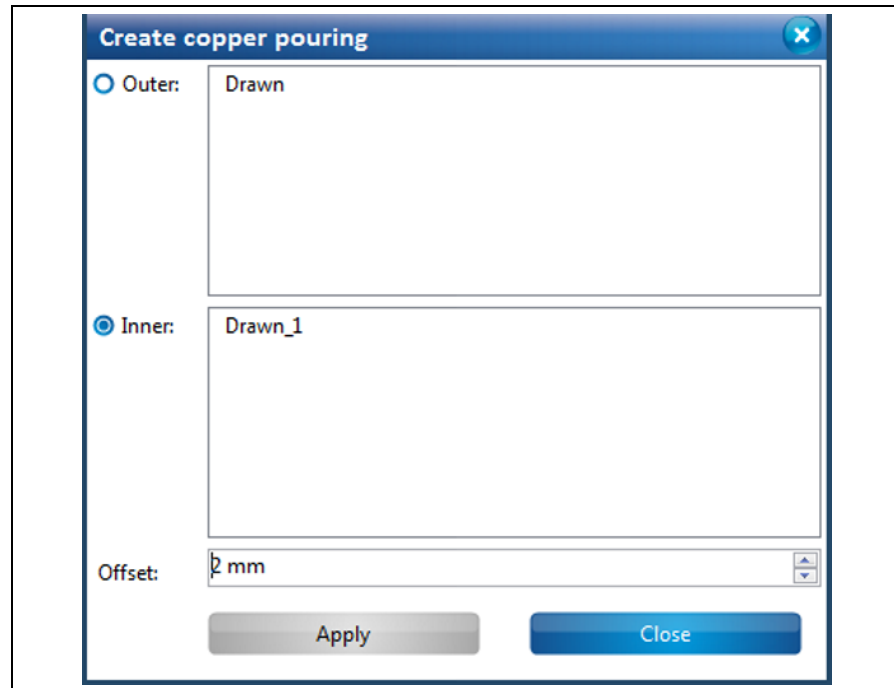 Create copper pouring
Outer: Drawn
Inner: Drawn_1
Offset: 2 mm
Apply Close